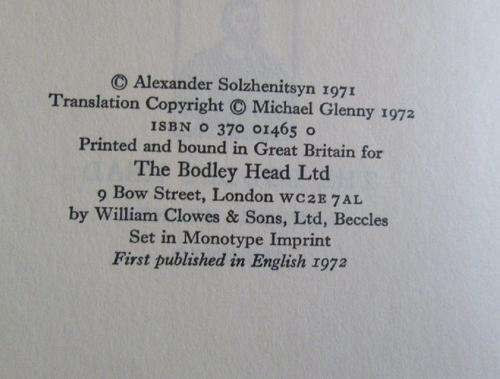 © Alexander Solzhenitsyn 1971
Translation Copyright © Michael Glenny 1972
ISBN 0 370 01465 0
Printed and bound in Great Britain for
The Bodley Head Ltd
9 Bow Street, London WC2E 7AL
by William Clowes & Sons, Ltd, Beccles
Set in Monotype Imprint
First published in English 1972